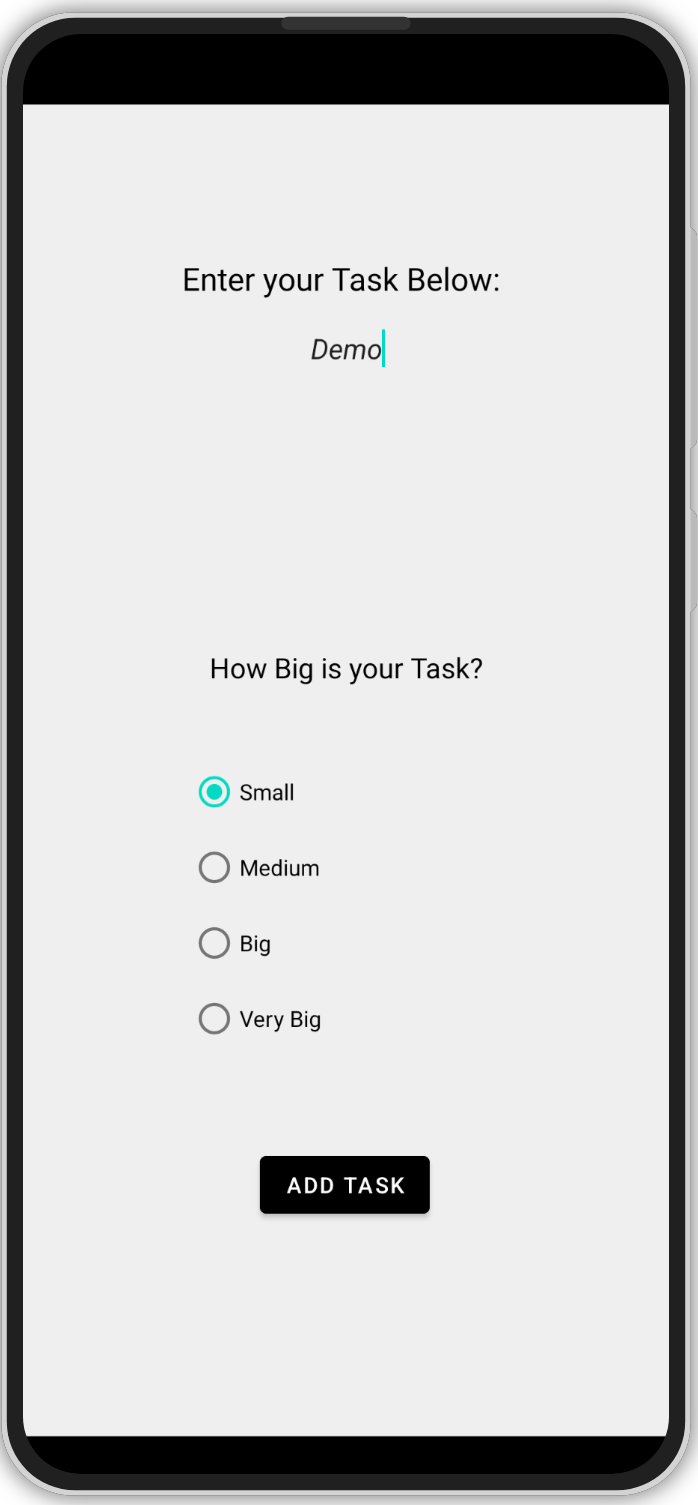 Enter your Task Below:
Demo
How Big is your Task?
Small
Medium
Big
Very Big
ADD TASK